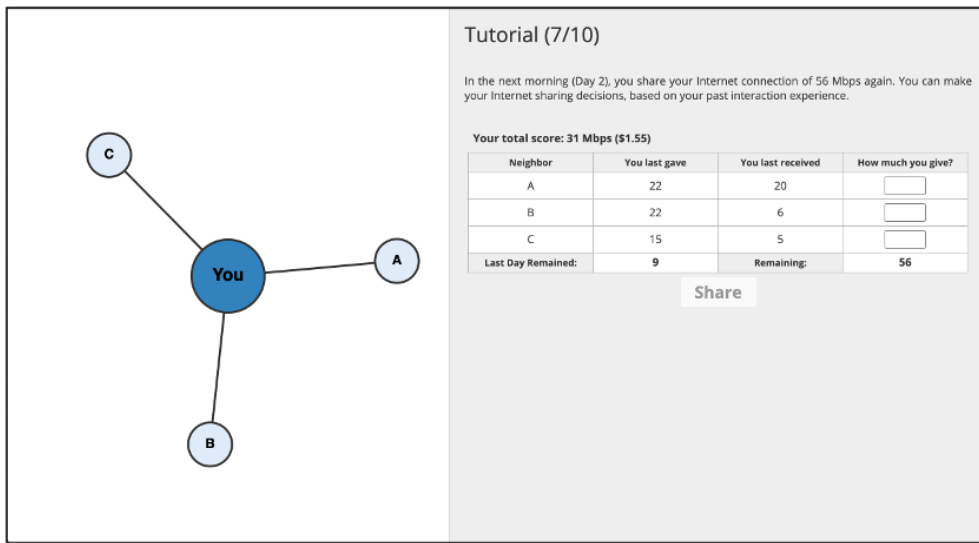 C
A
You
B
Tutorial (7/10)
In the next morning (Day 2), you share your Internet connection of 56 Mbps again. You can make
your Internet sharing decisions, based on your past interaction experience.
Your total score: 31 Mbps ($1.55)
Neighbor You last gave You last received How much you give?
A 22 20
B 22 6
C 15 5
Last Day Remained: 9 Remaining: 56
Share